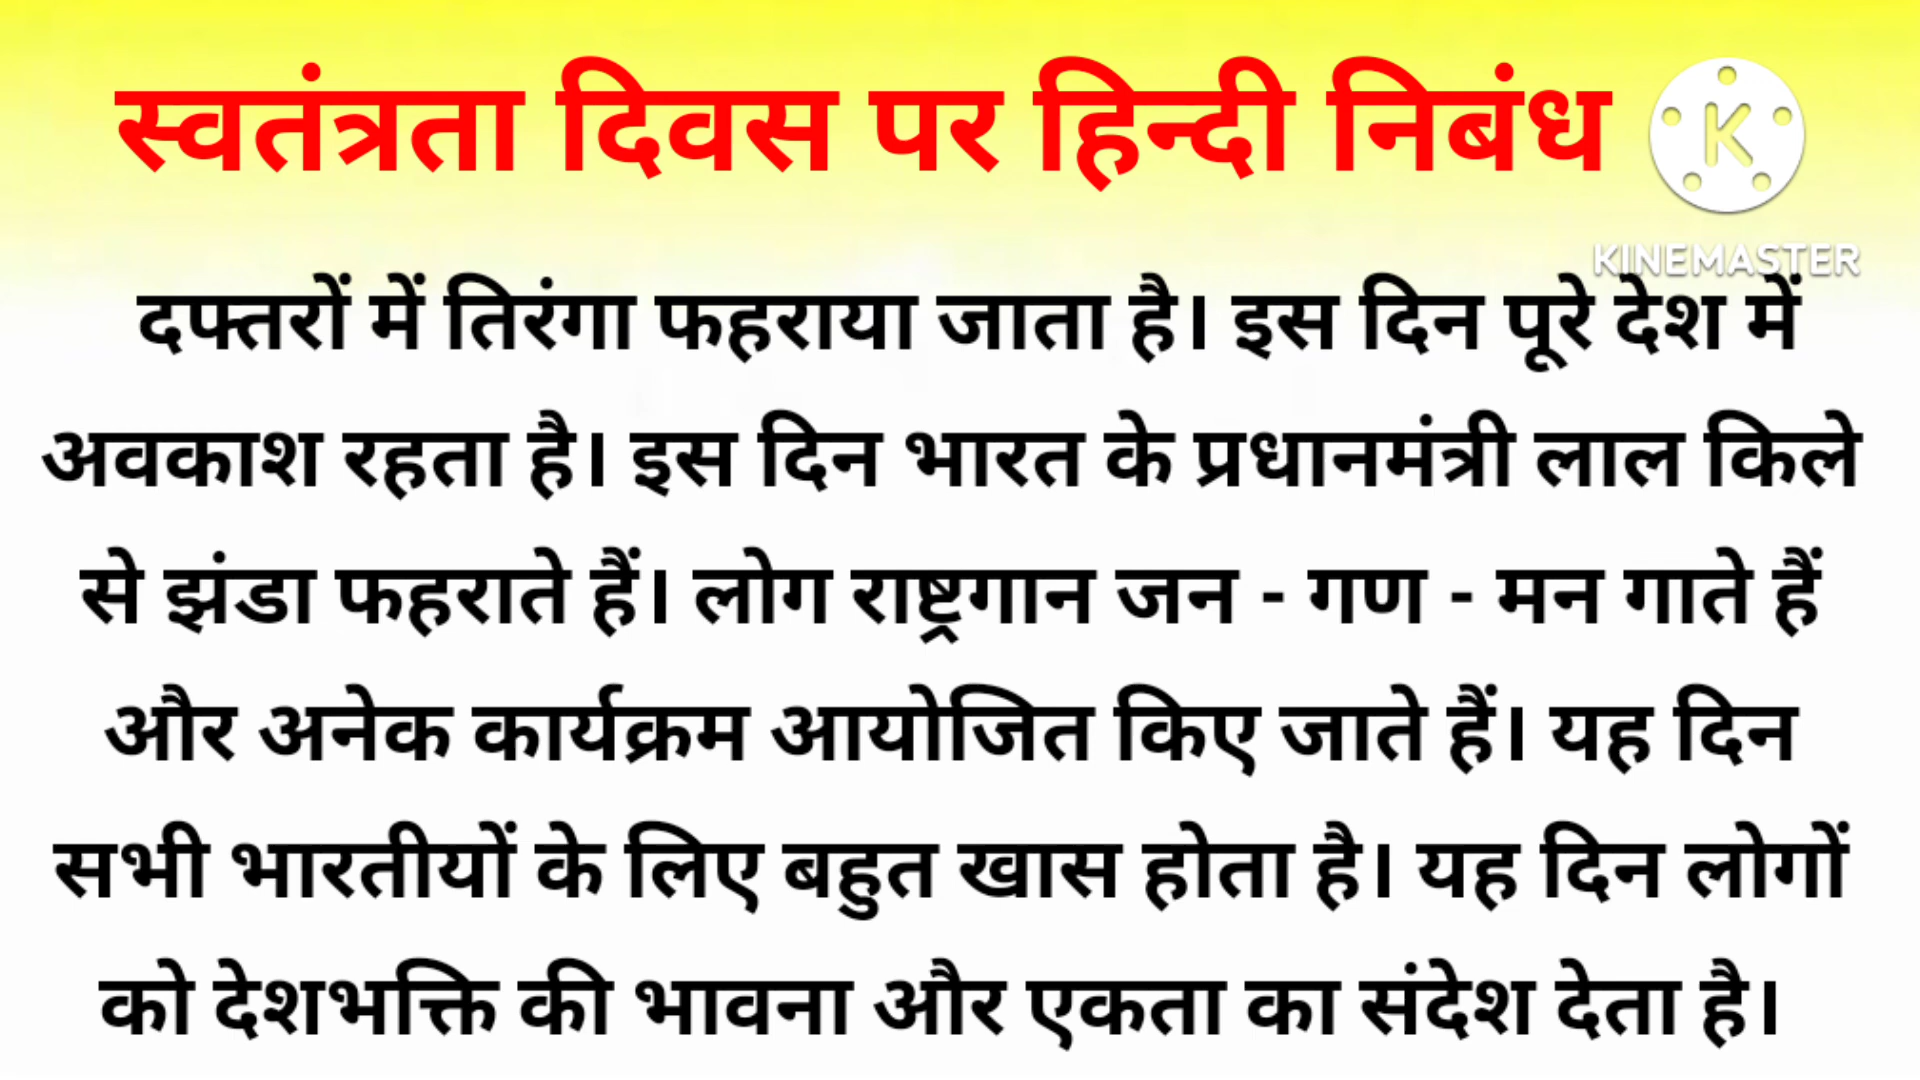 स्वतंत्रता दिवस पर हिन्दी निबंध
K
KINEMASTER
दफ्तरों में तिरंगा फहराया जाता है। इस दिन पूरे देश में
अवकाश रहता है। इस दिन भारत के प्रधानमंत्री लाल किले
से झंडा फहराते हैं। लोग राष्ट्रगान जन - गण - मन गाते हैं
और अनेक कार्यक्रम आयोजित किए जाते हैं। यह दिन
सभी भारतीयों के लिए बहुत खास होता है। यह दिन लोगों
को देशभक्ति की भावना और एकता का संदेश देता है।